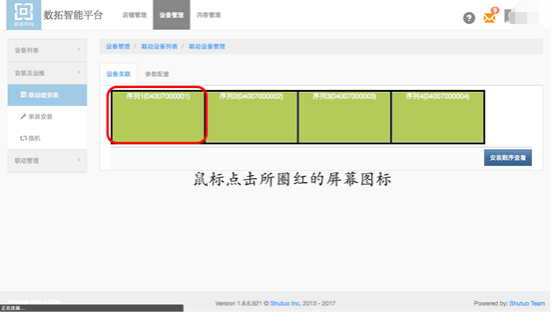 数拓智能平台
店铺管理
设备管理
内容管理
数拓科技
9
设备列表
设备管理 / 联动设备列表 / 联动设备管理
安装及运维
设备关联
参数配置
联动组安装
序列1(04007000001)
序列2(04007000002)
序列3(04007000003)
序列4(04007000004)
单屏安装
换机
联动管理
安装顺序查看
鼠标点击所圈红的屏幕图标
Version 1.8.6.921 © Shutuo Inc. 2013 - 2017
Powered by: Shutuo Team
正在连接...